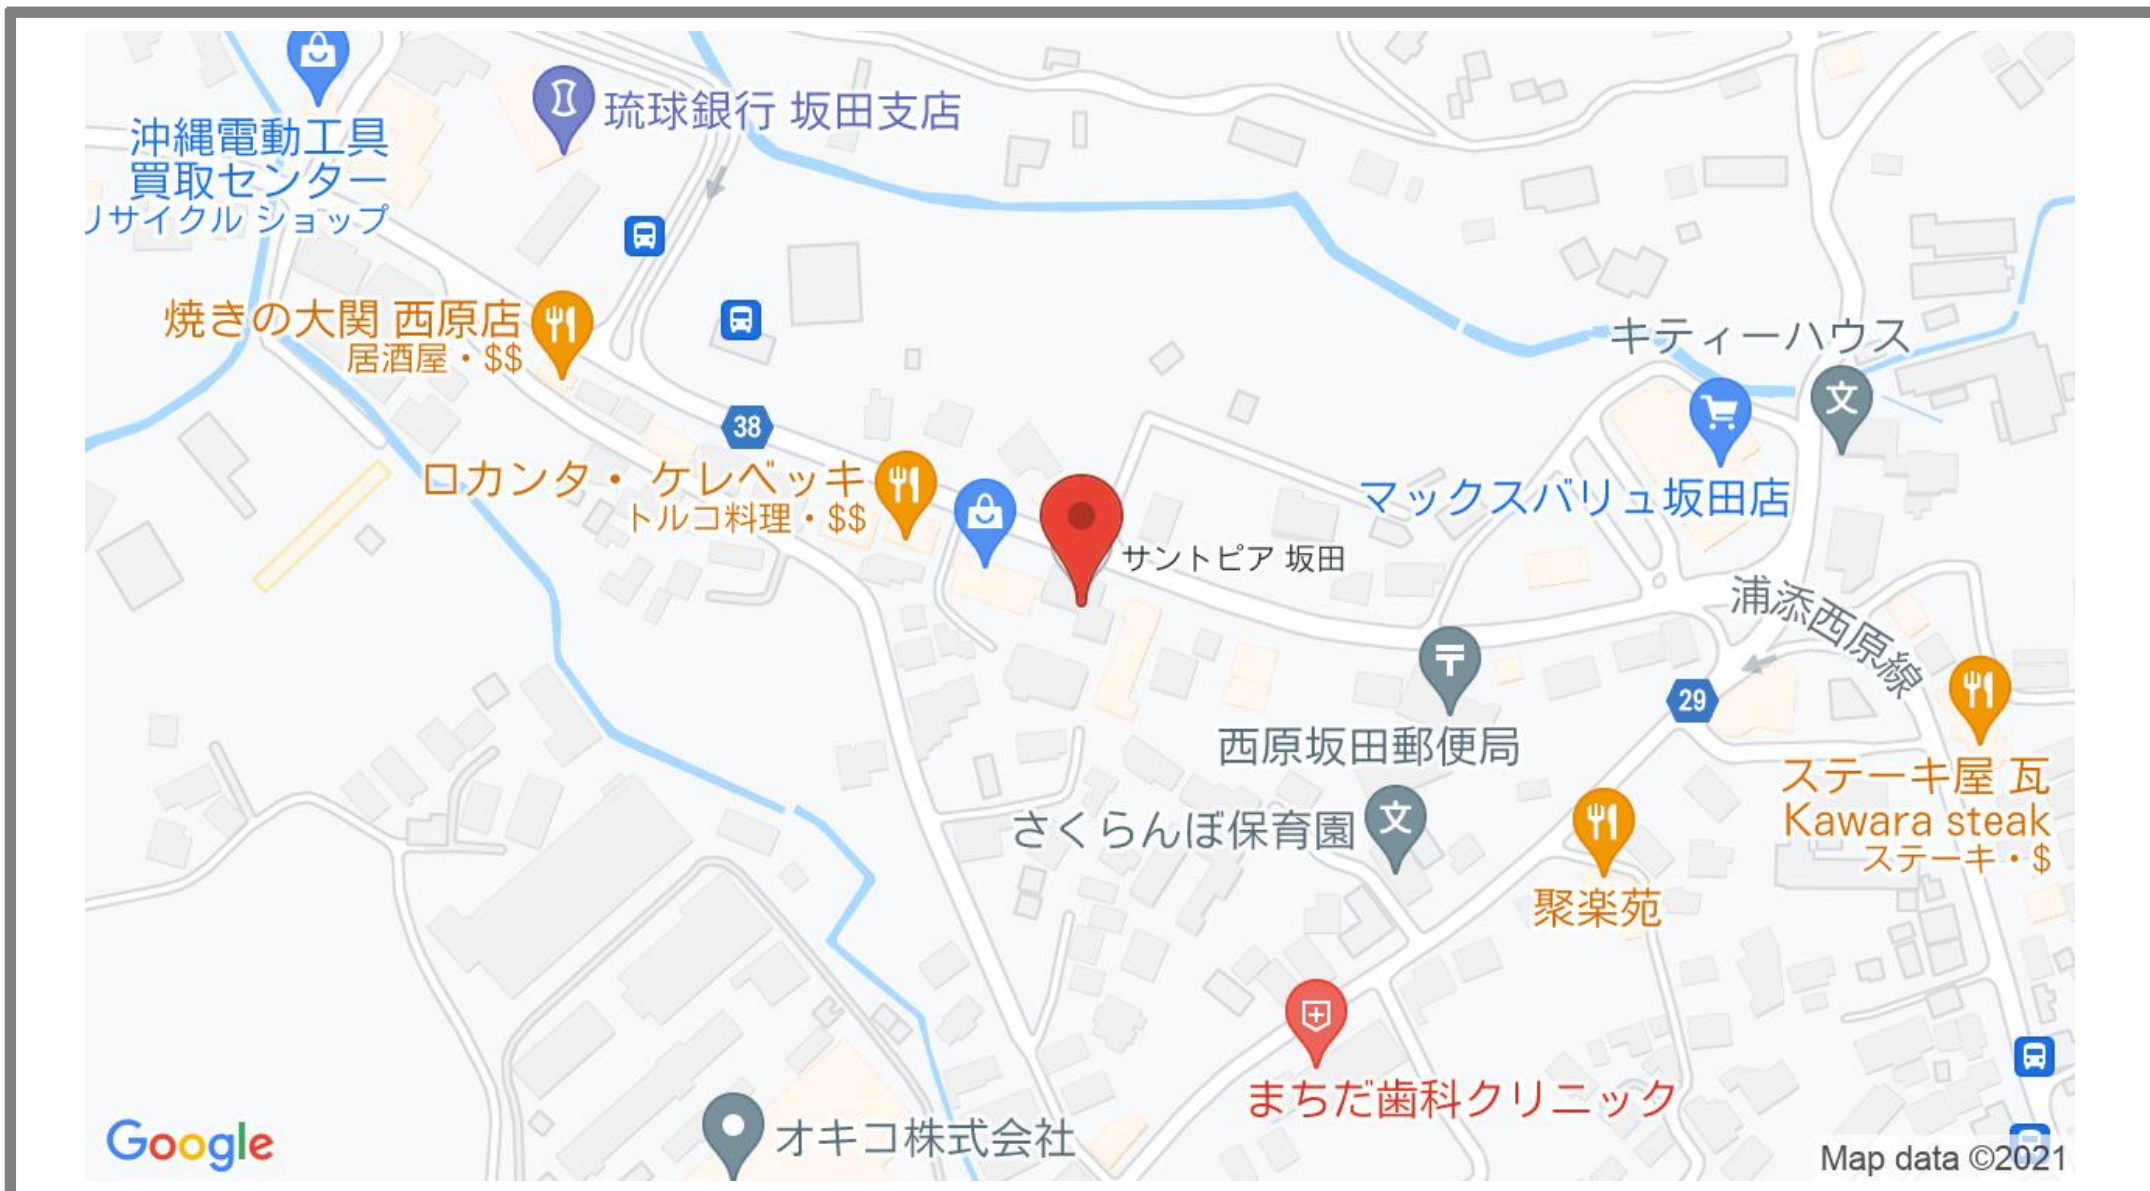 琉球銀行 坂田支店
沖縄電動工具
買取センター
リサイクル ショップ
焼きの大関 西原店
居酒屋・$$
キティーハウス
38
ロカンタ・ ケレベッキ
トルコ料理・$$
マックスバリュ坂田店
文
サントピア 坂田
浦添西原線
29
西原坂田郵便局
さくらんぼ保育園
文
ステーキ屋 瓦
Kawara steak
ステーキ・$
聚楽苑
まちだ歯科クリニック
オキコ株式会社
Google
Map data ©2021